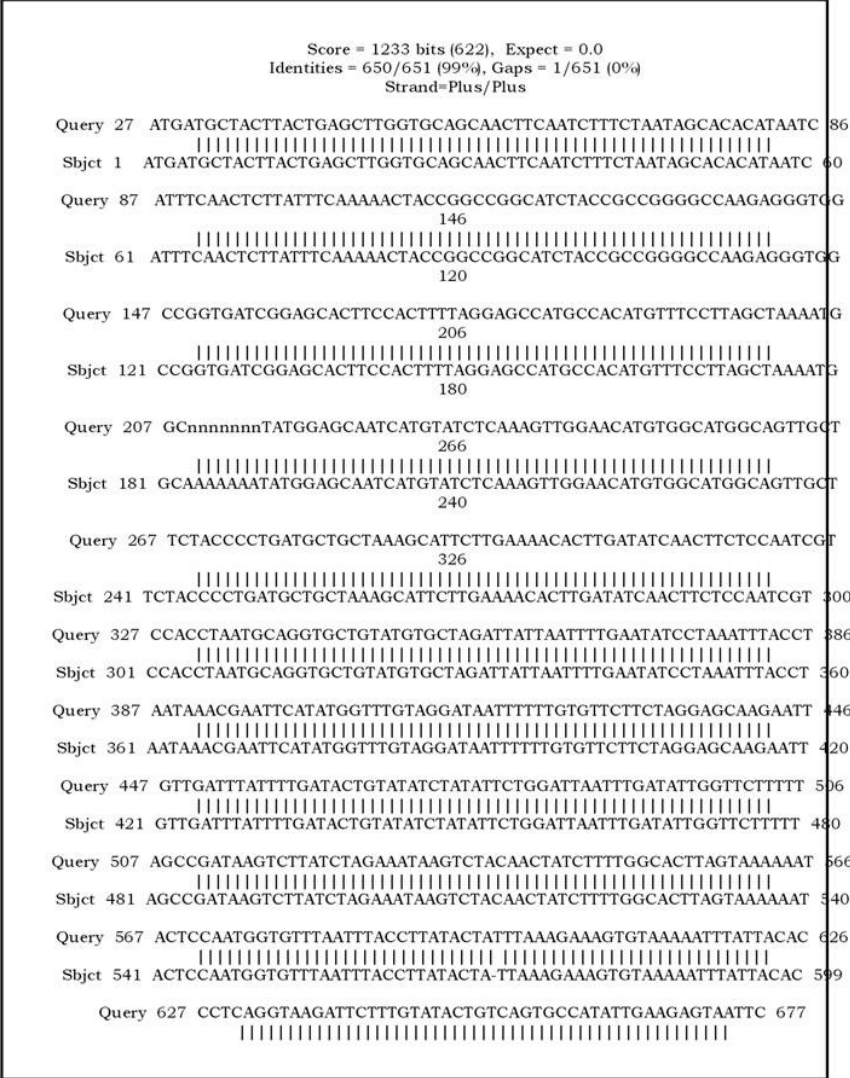 Score = 1233 bits (622), Expect = 0.0
Identities = 650/651 (99%), Gaps = 1/651 (0%)
Strand=Plus/Plus
Query 27 ATGATGCTACTTACTGAGCTTGGTGCAGCAACTTCAATCTTTCTAATAGCACACATAATC 86
||||||||||||||||||||||||||||||||||||||||||||||||||||||||||||
Sbjct 1 ATGATGCTACTTACTGAGCTTGGTGCAGCAACTTCAATCTTTCTAATAGCACACATAATC 60
Query 87 ATTTCAACTCTTATTTCAAAAACTACCGGCCGGCATCTACCGCCGGGGCCAAGAGGGTGG
146
||||||||||||||||||||||||||||||||||||||||||||||||||||||||||||
Sbjct 61 ATTTCAACTCTTATTTCAAAAACTACCGGCCGGCATCTACCGCCGGGGCCAAGAGGGTGG
120
Query 147 CCGGTGATCGGAGCACTTCCACTTTTAGGAGCCATGCCACATGTTTCCTTAGCTAAAATG
206
||||||||||||||||||||||||||||||||||||||||||||||||||||||||||||
Sbjct 121 CCGGTGATCGGAGCACTTCCACTTTTAGGAGCCATGCCACATGTTTCCTTAGCTAAAATG
180
Query 207 GCnnnnnnnTATGGAGCAATCATGTATCTCAAAGTTGGAACATGTGGCATGGCAGTTGCT
266
||||||||||||||||||||||||||||||||||||||||||||||||||||||||||||
Sbjct 181 GCAAAAAAATATGGAGCAATCATGTATCTCAAAGTTGGAACATGTGGCATGGCAGTTGCT
240
Query 267 TCTACCCCTGATGCTGCTAAAGCATTCTTGAAAACACTTGATATCAACTTCTCCAATCGT
326
||||||||||||||||||||||||||||||||||||||||||||||||||||||||||||
Sbjct 241 TCTACCCCTGATGCTGCTAAAGCATTCTTGAAAACACTTGATATCAACTTCTCCAATCGT 300
Query 327 CCACCTAATGCAGGTGCTGTATGTGCTAGATTATTAATTTTGAATATCCTAAATTTACCT 386
||||||||||||||||||||||||||||||||||||||||||||||||||||||||||||
Sbjct 301 CCACCTAATGCAGGTGCTGTATGTGCTAGATTATTAATTTTGAATATCCTAAATTTACCT 360
Query 387 AATAAACGAATTCATATGGTTTGTAGGATAATTTTTTGTGTTCTTCTAGGAGCAAGAATT 446
||||||||||||||||||||||||||||||||||||||||||||||||||||||||||||
Sbjct 361 AATAAACGAATTCATATGGTTTGTAGGATAATTTTTTGTGTTCTTCTAGGAGCAAGAATT 420
Query 447 GTTGATTTATTTTGATACTGTATATCTATATTCTGGATTAATTTGATATTGGTTCTTTTT 506
||||||||||||||||||||||||||||||||||||||||||||||||||||||||||||
Sbjct 421 GTTGATTTATTTTGATACTGTATATCTATATTCTGGATTAATTTGATATTGGTTCTTTTT 480
Query 507 AGCCGATAAGTCTTATCTAGAAATAAGTCTACAACTATCTTTTGGCACTTAGTAAAAAAT 566
||||||||||||||||||||||||||||||||||||||||||||||||||||||||||||
Sbjct 481 AGCCGATAAGTCTTATCTAGAAATAAGTCTACAACTATCTTTTGGCACTTAGTAAAAAAT 540
Query 567 ACTCCAATGGTGTTTAATTTACCTTATACTATTTAAAGAAAGTGTAAAAATTTATTACAC 626
||||||||||||||||||||||||||||||| ||||||||||||||||||||||||||||
Sbjct 541 ACTCCAATGGTGTTTAATTTACCTTATACTA-TTAAAGAAAGTGTAAAAATTTATTACAC 599
Query 627 CCTCAGGTAAGATTCTTTGTATACTGTCAGTGCCATATTGAAGAGTAATTC 677
|||||||||||||||||||||||||||||||||||||||||||||||||||